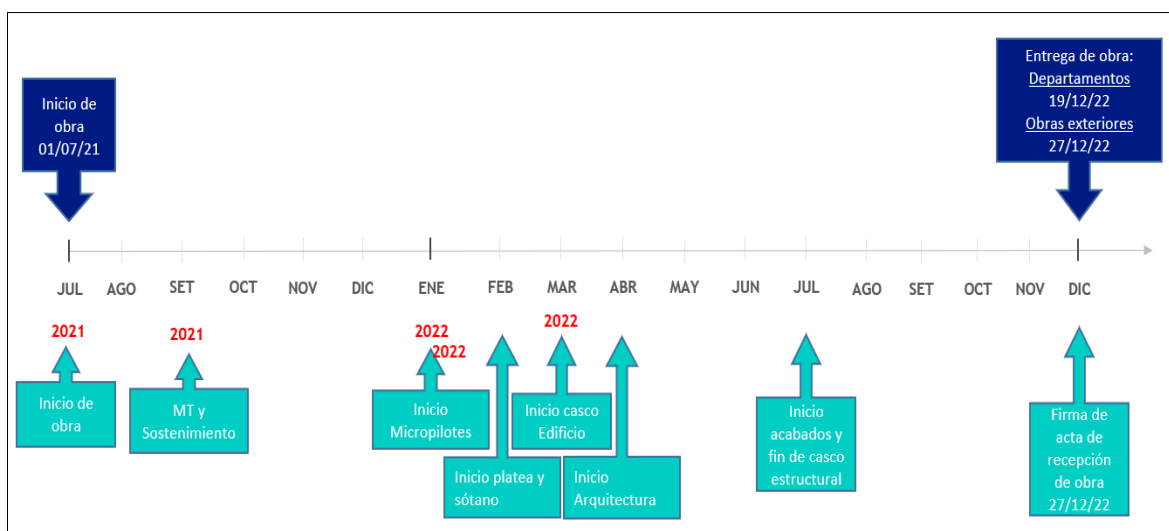 Inicio de
obra
01/07/21
Entrega de obra:
Departamentos
19/12/22
Obras exteriores
27/12/22
JUL
AGO
SET
OCT
NOV
DIC
ENE
FEB
MAR
ABR
MAY
JUN
JUL
AGO
SET
OCT
NOV
DIC
2021
2021
2022
2022
2022
Inicio de
obra
MT y
Sostenimiento
Inicio
Micropilotes
Inicio platea y
sótano
Inicio casco
Edificio
Inicio
Arquitectura
Inicio
acabados y
fin de casco
estructural
Firma de
acta de
recepción
de obra
27/12/22